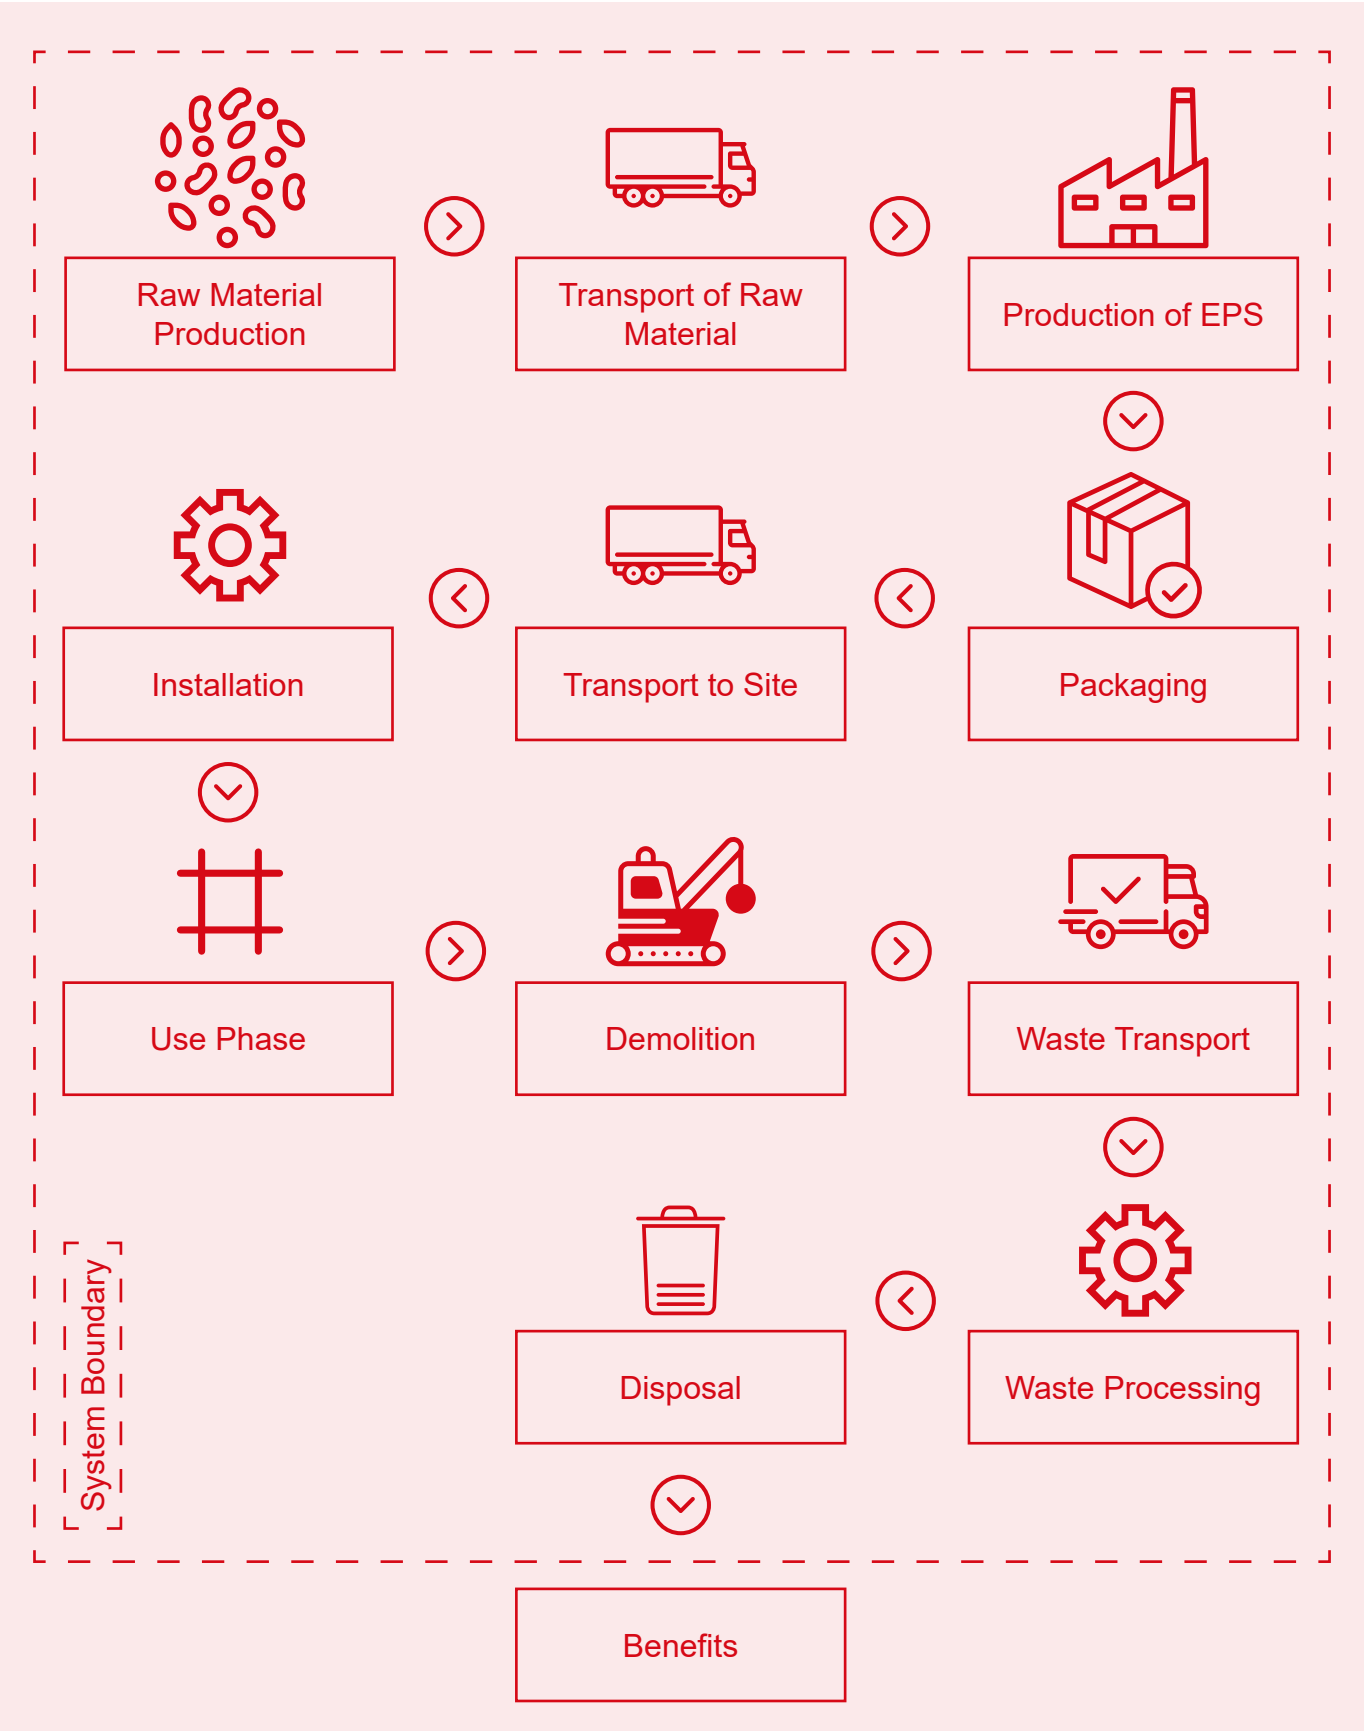 Raw Material
Production
Transport of Raw
Material
Production of EPS
Installation
Transport to Site
Packaging
Use Phase
Demolition
Waste Transport
System Boundary
Disposal
Waste Processing
Benefits